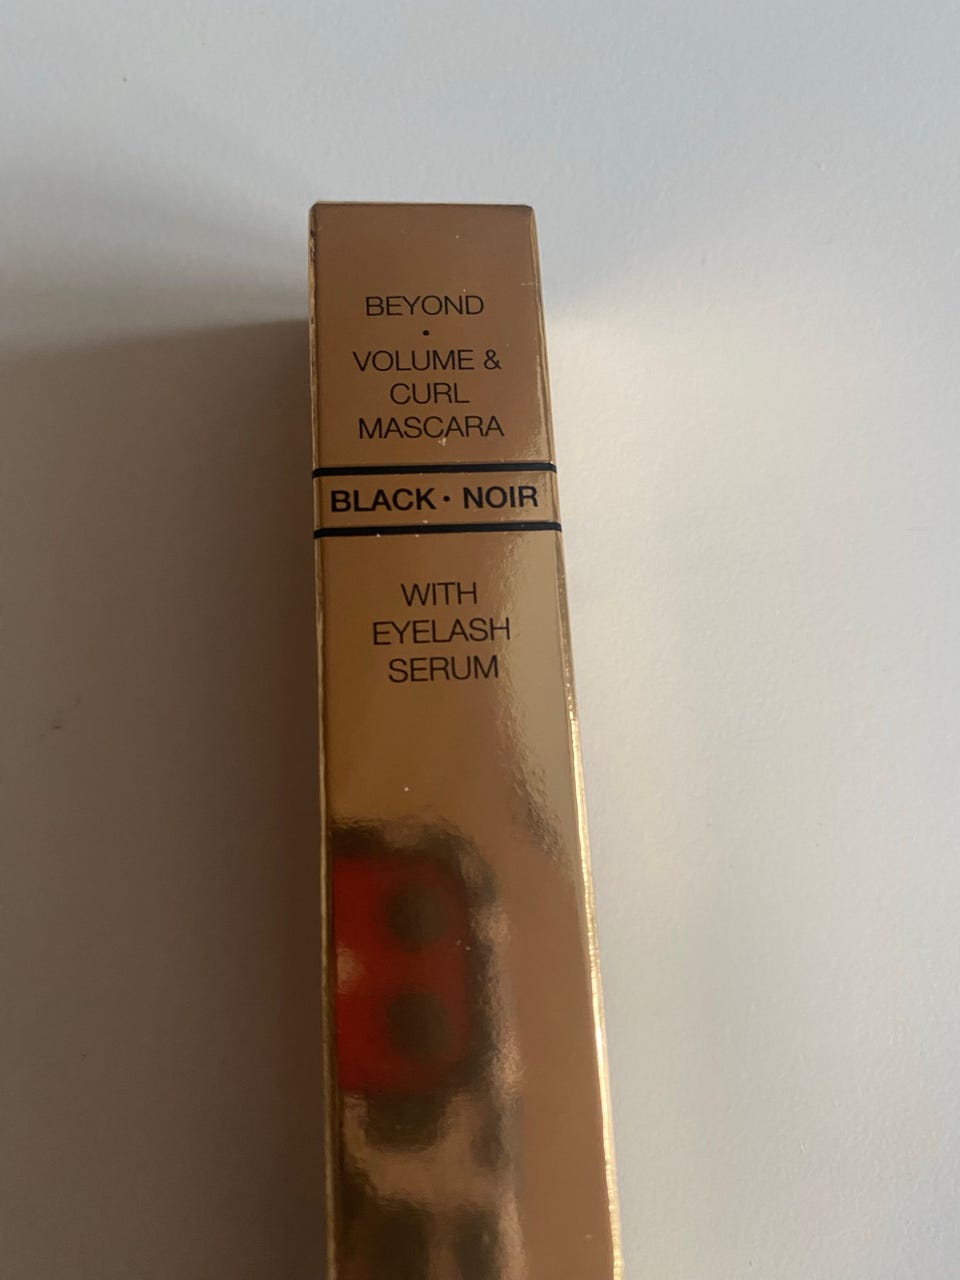 BEYOND
•
VOLUME &
CURL
MASCARA
BLACK • NOIR
WITH
EYELASH
SERUM